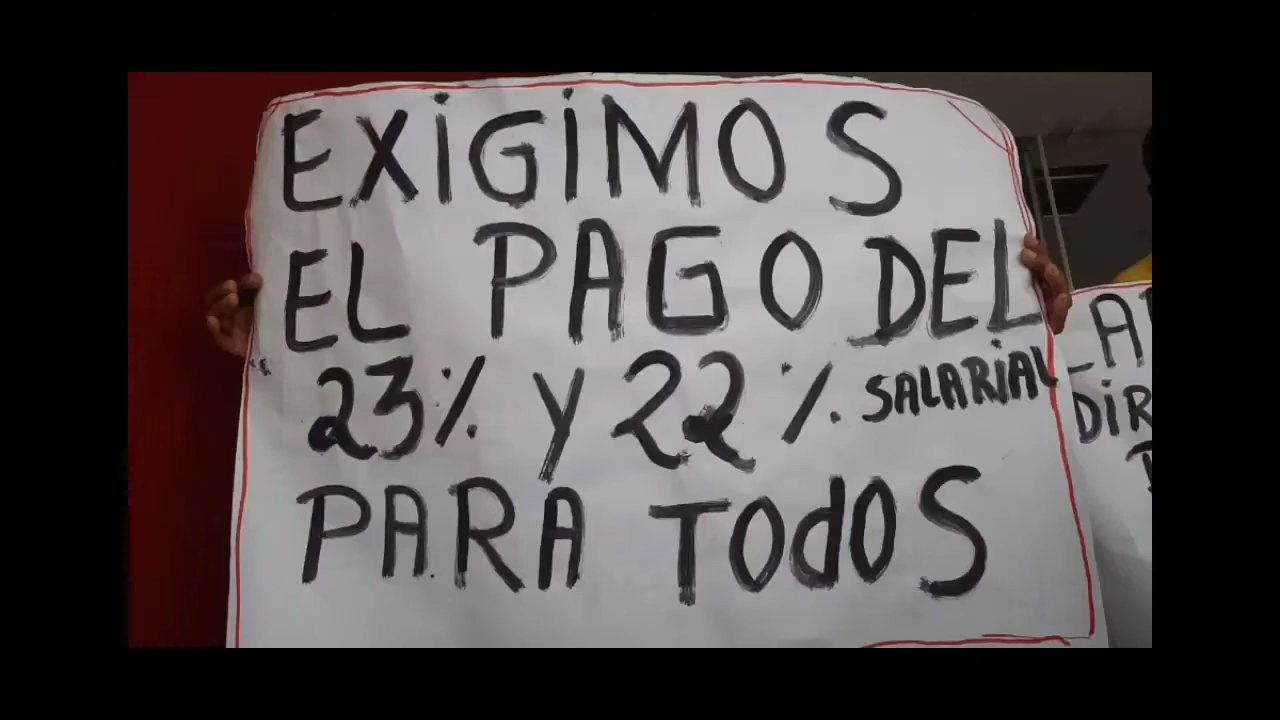 EXIGIMOS
EL PAGO DEL
23% Y 22% SALARIAL
PARA TODOS